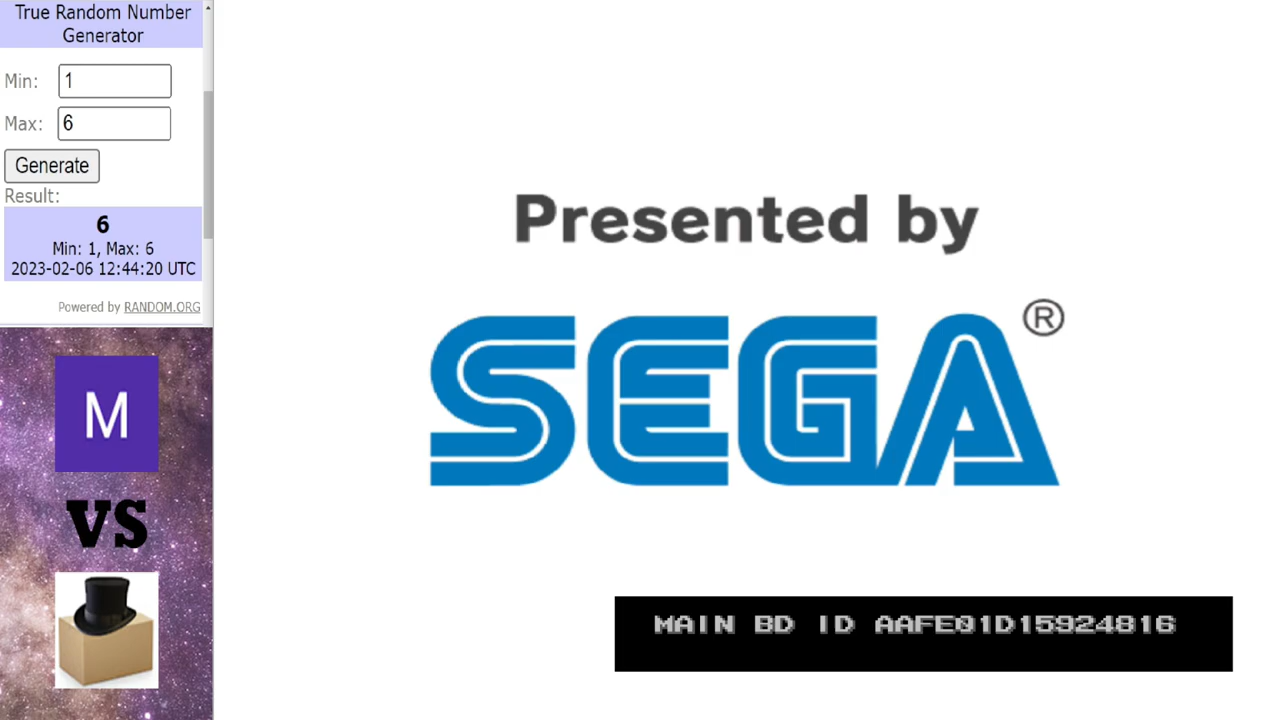 True Random Number
Generator
Min: 1
Max: 6
Generate
Result:
6
Min: 1, Max: 6
2023-02-06 12:44:20 UTC
Powered by RANDOM.ORG
M
VS
Presented by
SEGA®
MAIN BD ID AAFE01D15924816